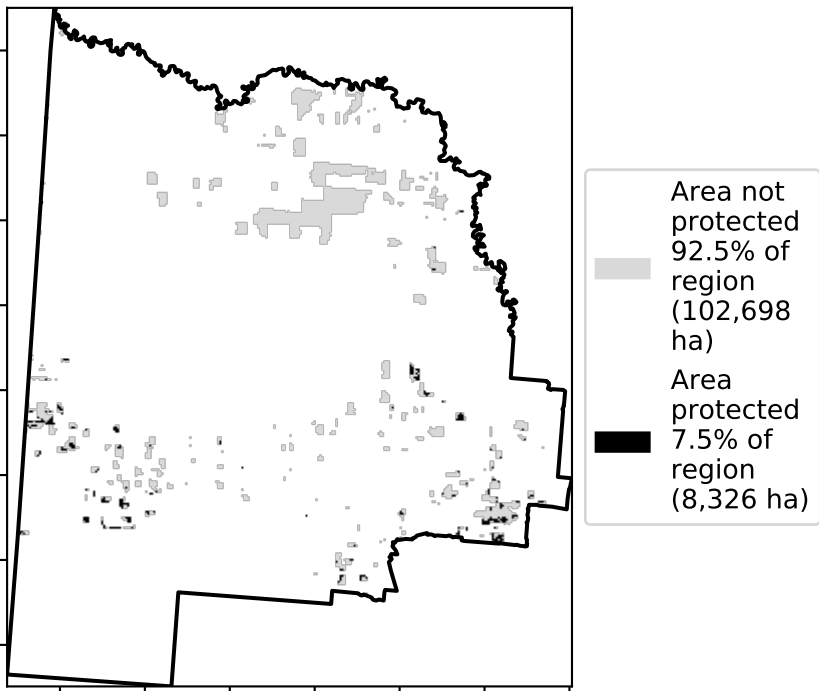 Area not
protected
92.5% of
region
(102,698
ha)
Area
protected
7.5% of
region
(8,326 ha)